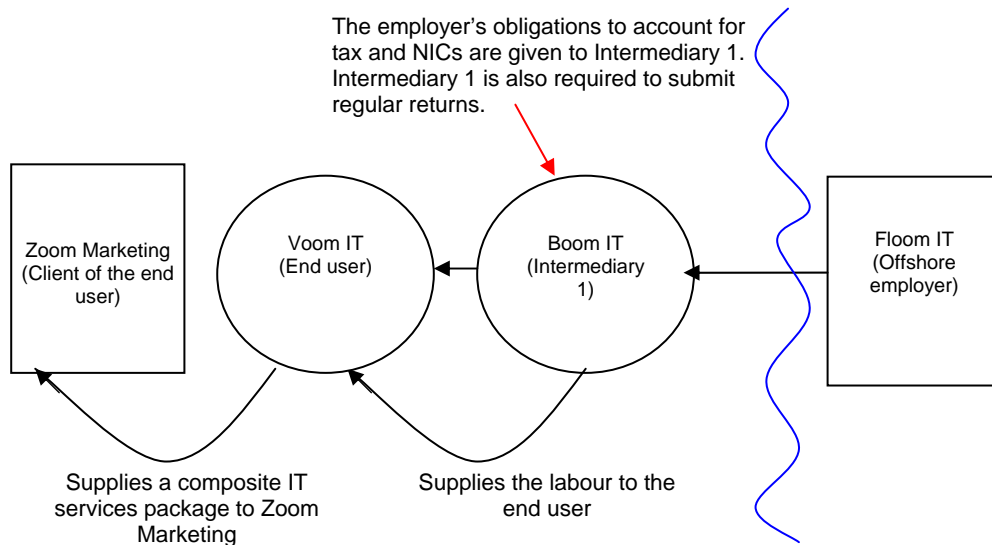 The employer's obligations to account for
tax and NICs are given to Intermediary 1.
Intermediary 1 is also required to submit
regular returns.
Zoom Marketing
(Client of the end
user)
Voom IT
(End user)
Boom IT
(Intermediary
1)
Floom IT
(Offshore
employer)
Supplies a composite IT
services package to Zoom
Marketing
Supplies the labour to the
end user